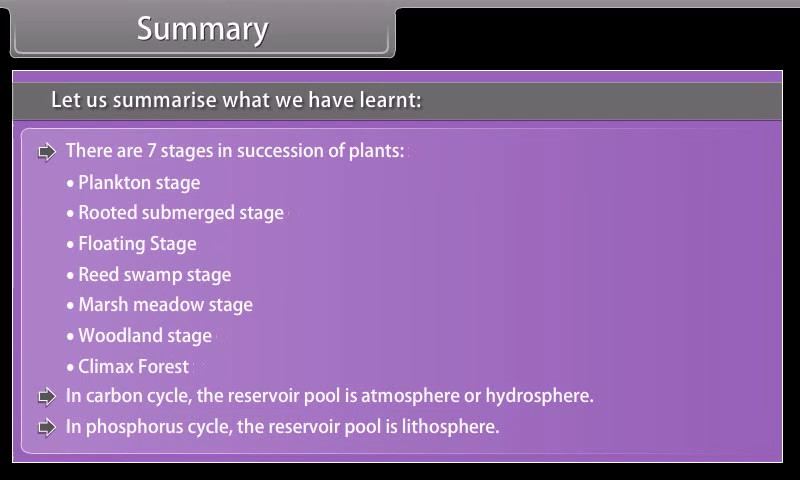 Summary
Let us summarise what we have learnt:
There are 7 stages in succession of plants:
• Plankton stage
• Rooted submerged stage
• Floating Stage
• Reed swamp stage
• Marsh meadow stage
• Woodland stage
• Climax Forest
In carbon cycle, the reservoir pool is atmosphere or hydrosphere.
In phosphorus cycle, the reservoir pool is lithosphere.